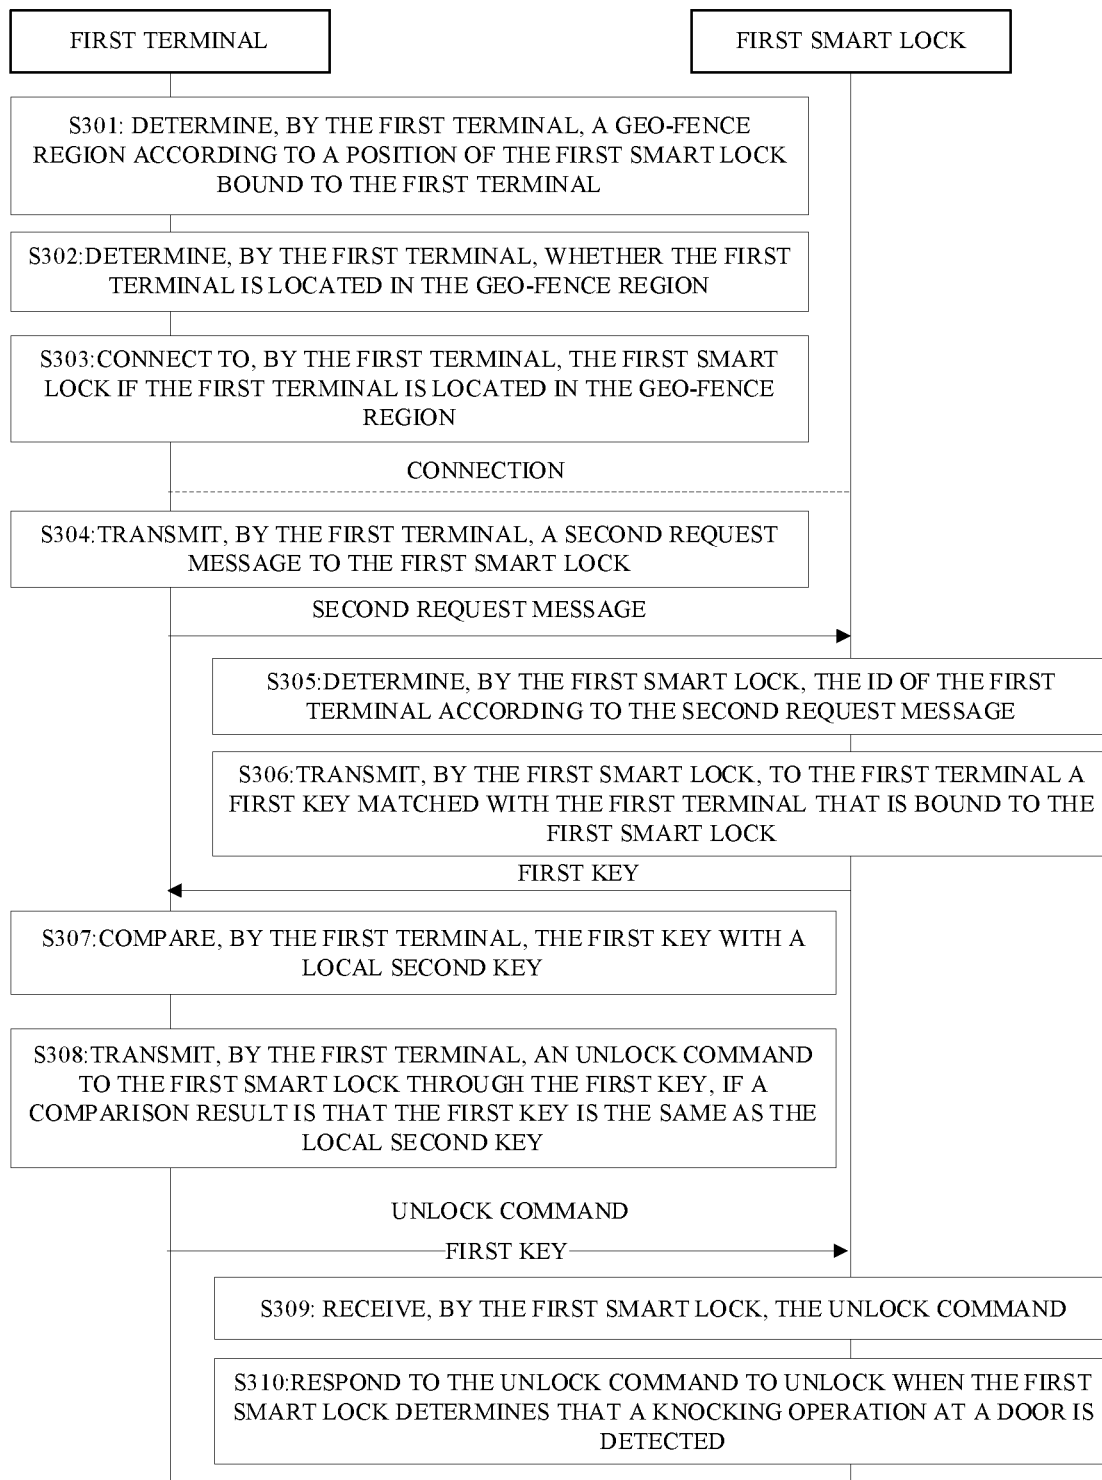 FIRST TERMINAL
FIRST SMART LOCK
S301: DETERMINE, BY THE FIRST TERMINAL, A GEO-FENCE
REGION ACCORDING TO A POSITION OF THE FIRST SMART LOCK
BOUND TO THE FIRST TERMINAL
S302:DETERMINE, BY THE FIRST TERMINAL, WHETHER THE FIRST
TERMINAL IS LOCATED IN THE GEO-FENCE REGION
S303:CONNECT TO, BY THE FIRST TERMINAL, THE FIRST SMART
LOCK IF THE FIRST TERMINAL IS LOCATED IN THE GEO-FENCE
REGION
CONNECTION
S304:TRANSMIT, BY THE FIRST TERMINAL, A SECOND REQUEST
MESSAGE TO THE FIRST SMART LOCK
SECOND REQUEST MESSAGE
S305:DETERMINE, BY THE FIRST SMART LOCK, THE ID OF THE FIRST
TERMINAL ACCORDING TO THE SECOND REQUEST MESSAGE
S306:TRANSMIT, BY THE FIRST SMART LOCK, TO THE FIRST TERMINAL A
FIRST KEY MATCHED WITH THE FIRST TERMINAL THAT IS BOUND TO THE
FIRST SMART LOCK
FIRST KEY
S307:COMPARE, BY THE FIRST TERMINAL, THE FIRST KEY WITH A
LOCAL SECOND KEY
S308:TRANSMIT, BY THE FIRST TERMINAL, AN UNLOCK COMMAND
TO THE FIRST SMART LOCK THROUGH THE FIRST KEY, IF A
COMPARISON RESULT IS THAT THE FIRST KEY IS THE SAME AS THE
LOCAL SECOND KEY
UNLOCK COMMAND
FIRST KEY
S309: RECEIVE, BY THE FIRST SMART LOCK, THE UNLOCK COMMAND
S310:RESPOND TO THE UNLOCK COMMAND TO UNLOCK WHEN THE FIRST
SMART LOCK DETERMINES THAT A KNOCKING OPERATION AT A DOOR IS
DETECTED